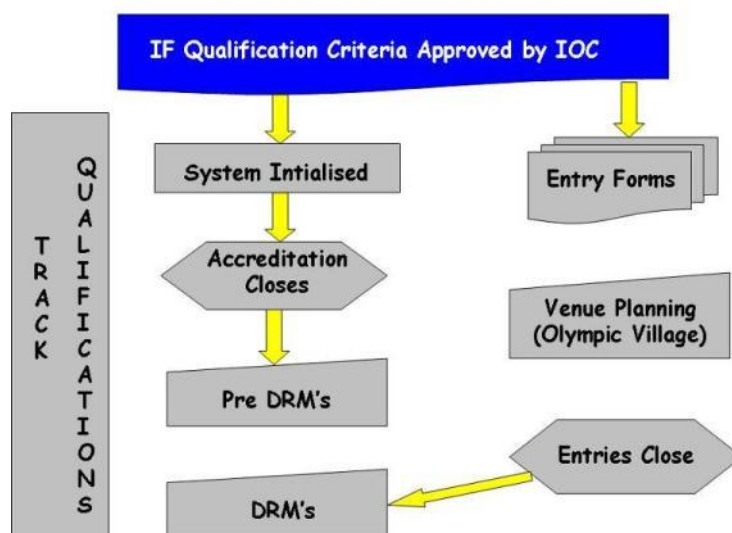 IF Qualification Criteria Approved by IOC
TRACK
QUALIFICATIONS
System Intialised
Entry Forms
Accreditation
Closes
Venue Planning
(Olympic Village)
Pre DRM's
Entries Close
DRM's